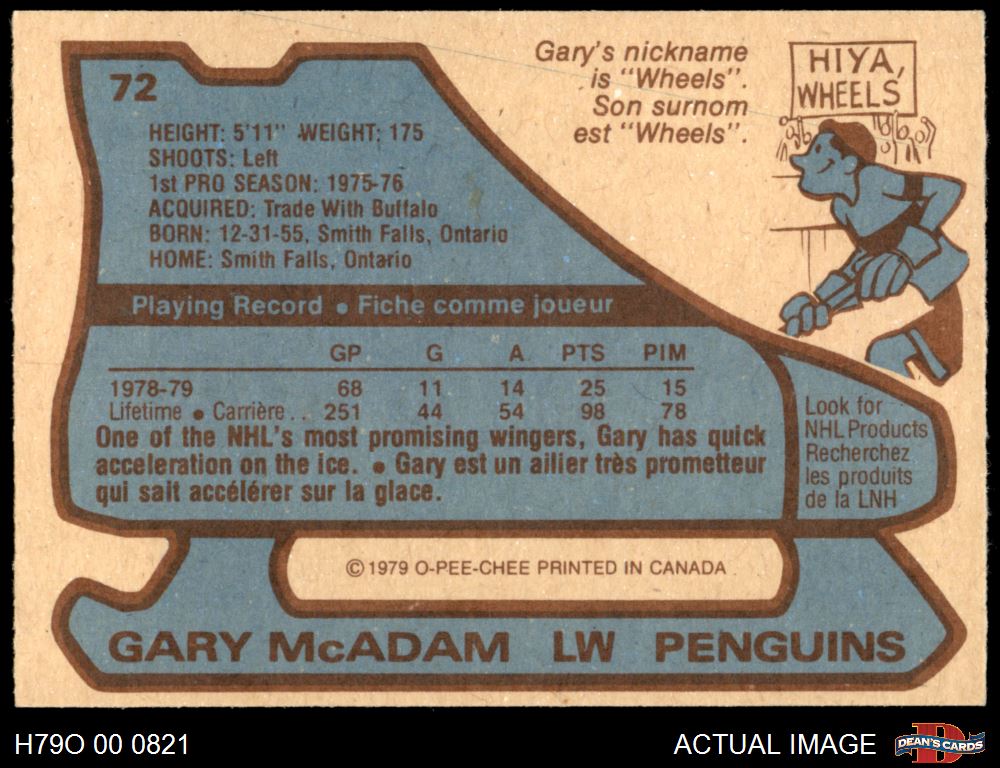 72
HEIGHT: 5'11" WEIGHT: 175
SHOOTS: Left
1st PRO SEASON: 1975-76
ACQUIRED: Trade With Buffalo
BORN: 12-31-55, Smith Falls, Ontario
HOME: Smith Falls, Ontario
Gary's nickname
is "Wheels".
Son surnom
est "Wheels".
HIYA,
WHEELS
Playing Record • Fiche comme joueur
GP G A PTS PIM
1978-79 68 11 14 25 15
Lifetime • Carrière.. 251 44 54 98 78
One of the NHL's most promising wingers, Gary has quick
acceleration on the ice. • Gary est un ailier très prometteur
qui sait accélérer sur la glace.
Look for
NHL Products
Recherchez
les produits
de la LNH
© 1979 O-PEE-CHEE PRINTED IN CANADA
GARY McADAM LW PENGUINS
H79O 00 0821
ACTUAL IMAGE
DEAN'S CARDS